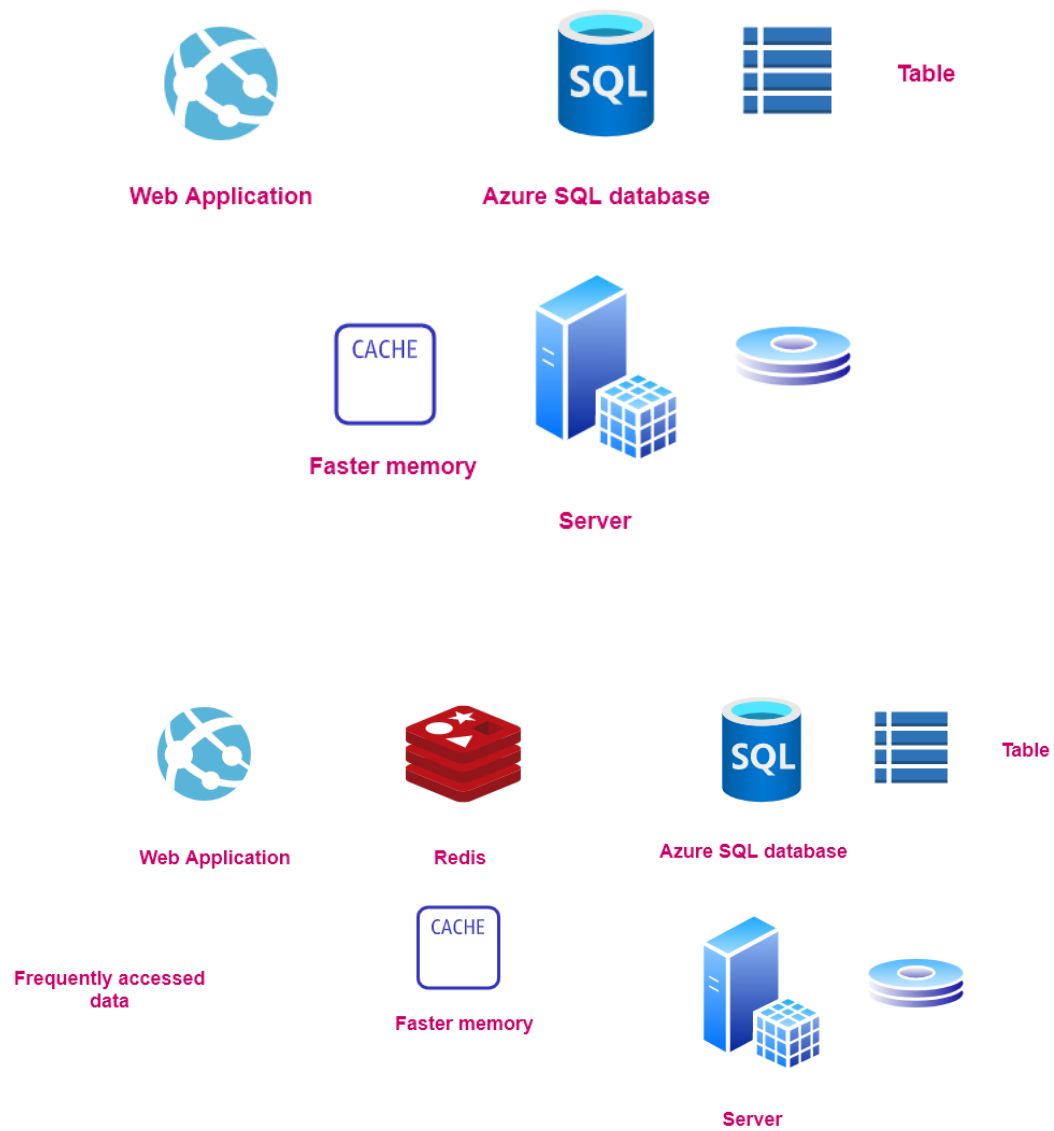 SQL
Table
Web Application
Azure SQL database
CACHE
Faster memory
Server
SQL
Table
Web Application
Redis
Azure SQL database
CACHE
Frequently accessed
data
Faster memory
Server